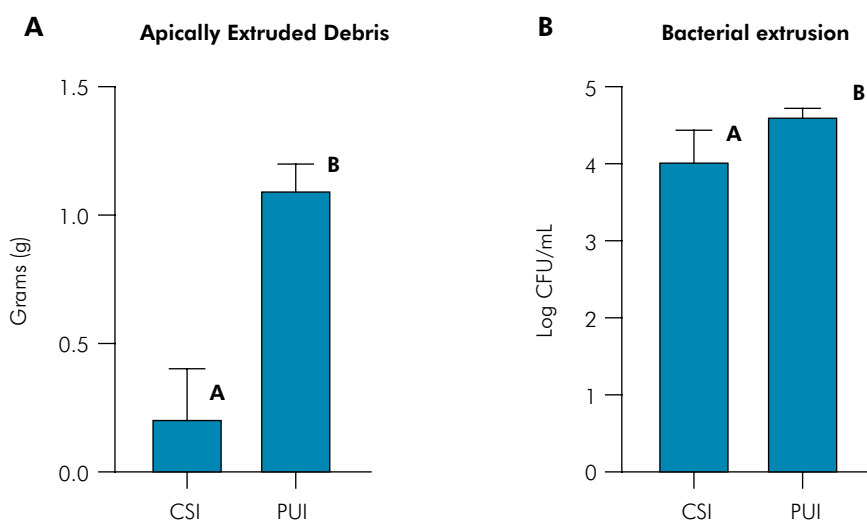 A
Apically Extruded Debris
1.5
1.0
0.5
0.0
Grams (g)
A
B
CSI
PUI
B
Bacterial extrusion
5
4
3
2
1
0
Log CFU/mL
A
B
CSI
PUI